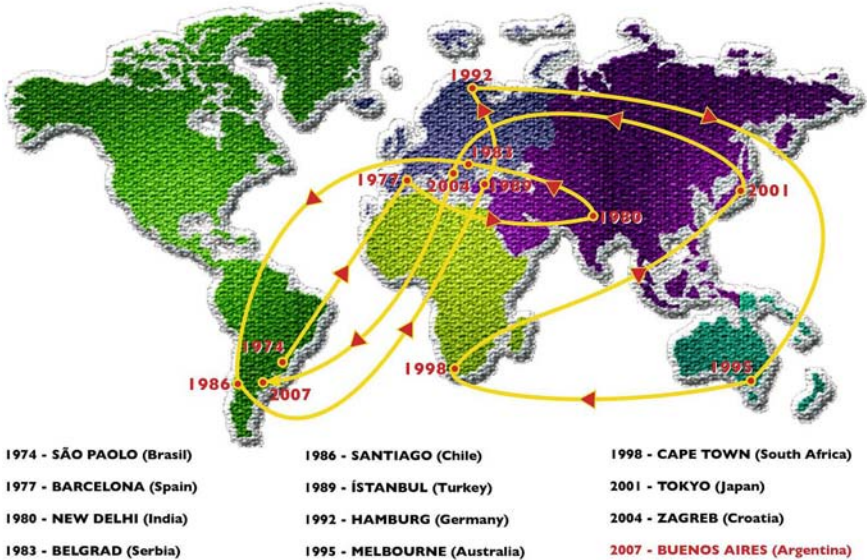 1992
1983
1977
2004
1989
2001
1980
1974
1986
2007
1998
1995
1974 - SÃO PAOLO (Brasil)
1977 - BARCELONA (Spain)
1980 - NEW DELHI (India)
1983 - BELGRAD (Serbia)
1986 - SANTIAGO (Chile)
1989 - İSTANBUL (Turkey)
1992 - HAMBURG (Germany)
1995 - MELBOURNE (Australia)
1998 - CAPE TOWN (South Africa)
2001 - TOKYO (Japan)
2004 - ZAGREB (Croatia)
2007 - BUENOS AIRES (Argentina)